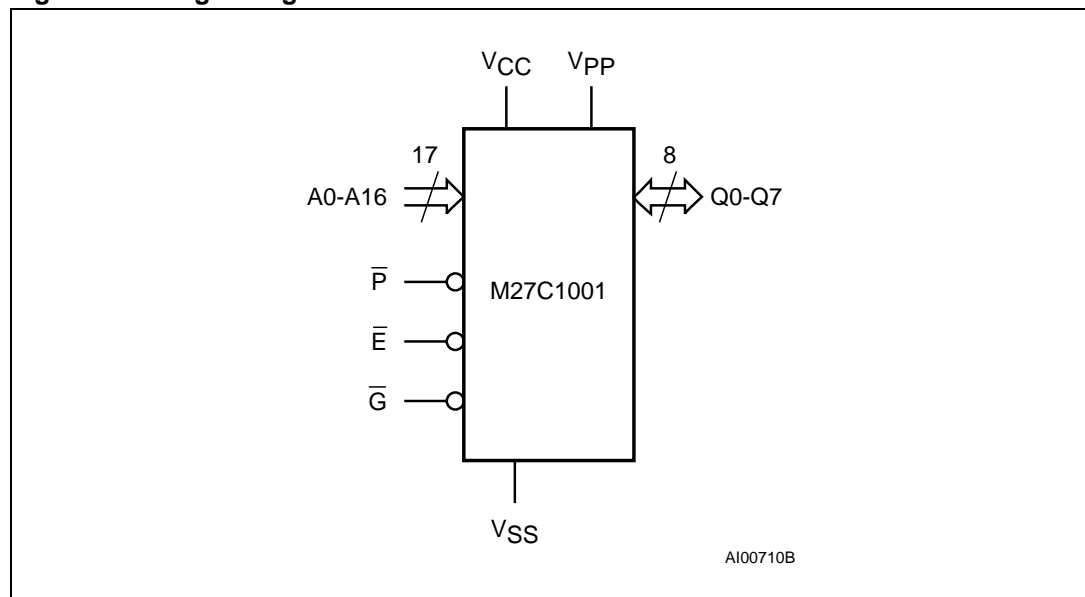 VCC VPP
17 8
A0-A16 Q0-Q7
P̅
M27C1001
E̅
G̅
VSS
AI00710B